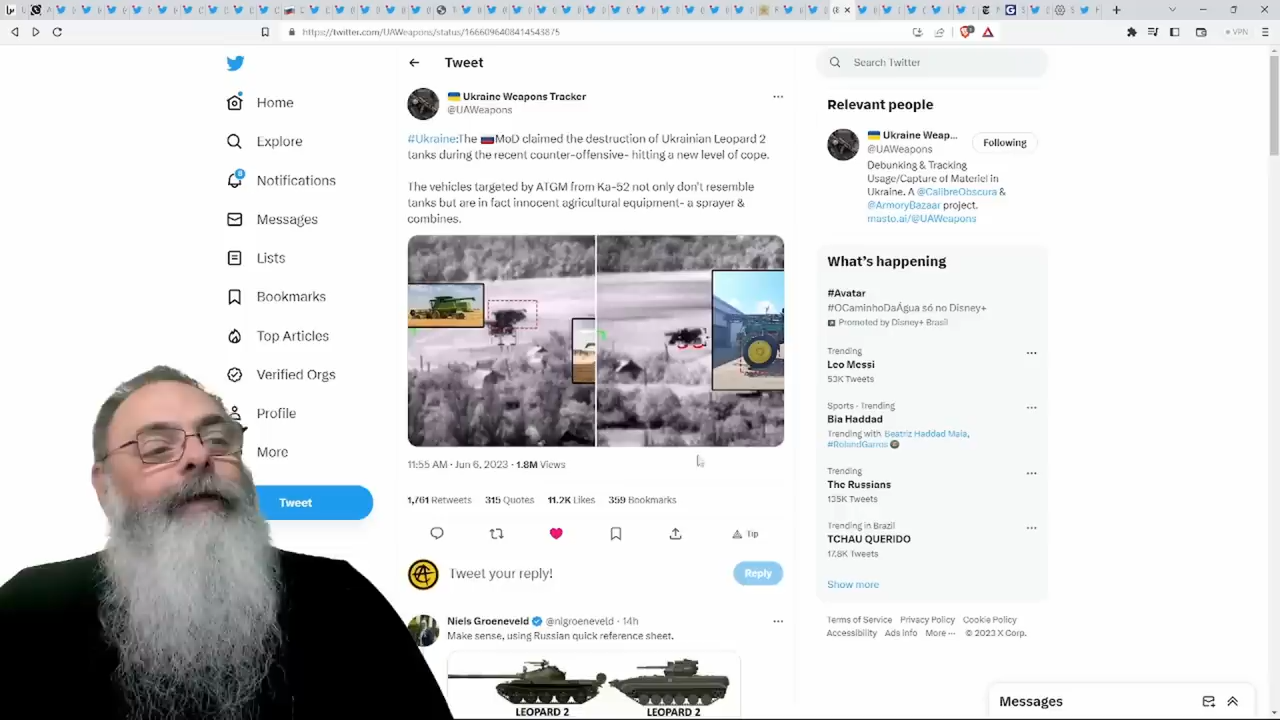 https://twitter.com/UAWeapons/status/1666096408414543875
VPN
Home
Explore
8
Notifications
Messages
Lists
Bookmarks
Top Articles
Verified Orgs
Profile
More
Tweet
Tweet
Ukraine Weapons Tracker
@UAWeapons
#Ukraine:The MoD claimed the destruction of Ukrainian Leopard 2
tanks during the recent counter-offensive- hitting a new level of cope.
The vehicles targeted by ATGM from Ka-52 not only don't resemble
tanks but are in fact innocent agricultural equipment- a sprayer &
combines.
11:55 AM · Jun 6, 2023 · 1.8M Views
1,761 Retweets 315 Quotes 11.2K Likes 359 Bookmarks
Tip
Tweet your reply!
Reply
Niels Groeneveld @nigroeneveld · 14h
Make sense, using Russian quick reference sheet.
LEOPARD 2 LEOPARD 2
Search Twitter
Relevant people
Ukraine Weap...
@UAWeapons
Following
Debunking & Tracking
Usage/Capture of Materiel in
Ukraine. A @CalibreObscura &
@ArmoryBazaar project.
masto.ai/@UAWeapons
What's happening
#Avatar
#OCaminhoDaÁgua só no Disney+
Promoted by Disney+ Brasil
Trending
Leo Messi
53K Tweets
Sports · Trending
Bia Haddad
Trending with Beatriz Haddad Maia,
#RolandGarros
Trending
The Russians
135K Tweets
Trending in Brazil
TCHAU QUERIDO
17.8K Tweets
Show more
Terms of Service Privacy Policy Cookie Policy
Accessibility Ads info More ··· © 2023 X Corp.
Messages